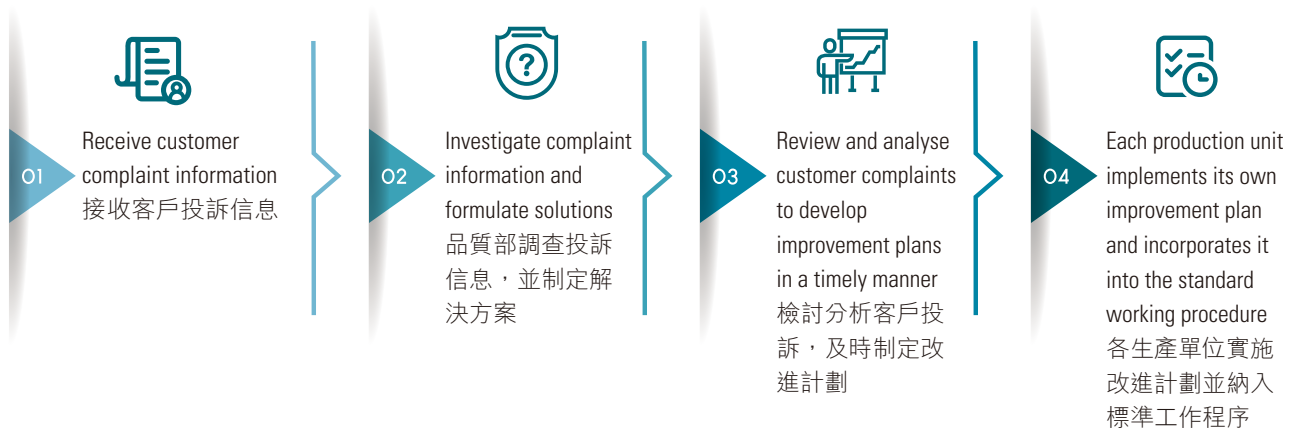 01
Receive customer
complaint information
接收客戶投訴信息
02
Investigate complaint
information and
formulate solutions
品質部調查投訴
信息，並制定解
決方案
03
Review and analyse
customer complaints
to develop
improvement plans
in a timely manner
檢討分析客戶投
訴，及時制定改
進計劃
04
Each production unit
implements its own
improvement plan
and incorporates it
into the standard
working procedure
各生產單位實施
改進計劃並納入
標準工作程序